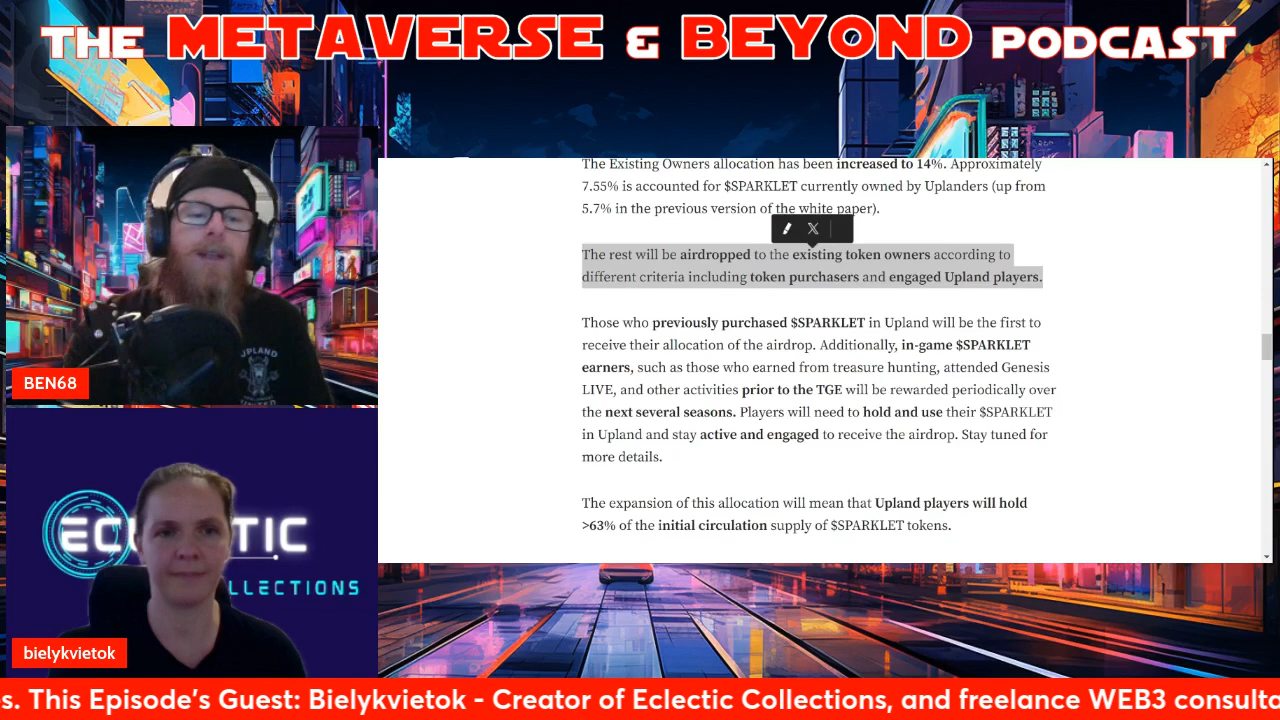 THE METAVERSE & BEYOND PODCAST
The Existing Owners allocation has been increased to 14%. Approximately
7.55% is accounted for $SPARKLET currently owned by Uplanders (up from
5.7% in the previous version of the white paper).
The rest will be airdropped to the existing token owners according to
different criteria including token purchasers and engaged Upland players.
Those who previously purchased $SPARKLET in Upland will be the first to
receive their allocation of the airdrop. Additionally, in-game $SPARKLET
earners, such as those who earned from treasure hunting, attended Genesis
LIVE, and other activities prior to the TGE will be rewarded periodically over
the next several seasons. Players will need to hold and use their $SPARKLET
in Upland and stay active and engaged to receive the airdrop. Stay tuned for
more details.
The expansion of this allocation will mean that Upland players will hold
>63% of the initial circulation supply of $SPARKLET tokens.
UPLAND
BEN68
TIC
LLECTIONS
bielykvietok
s. This Episode's Guest: Bielykvietok - Creator of Eclectic Collections, and freelance WEB3 consulta